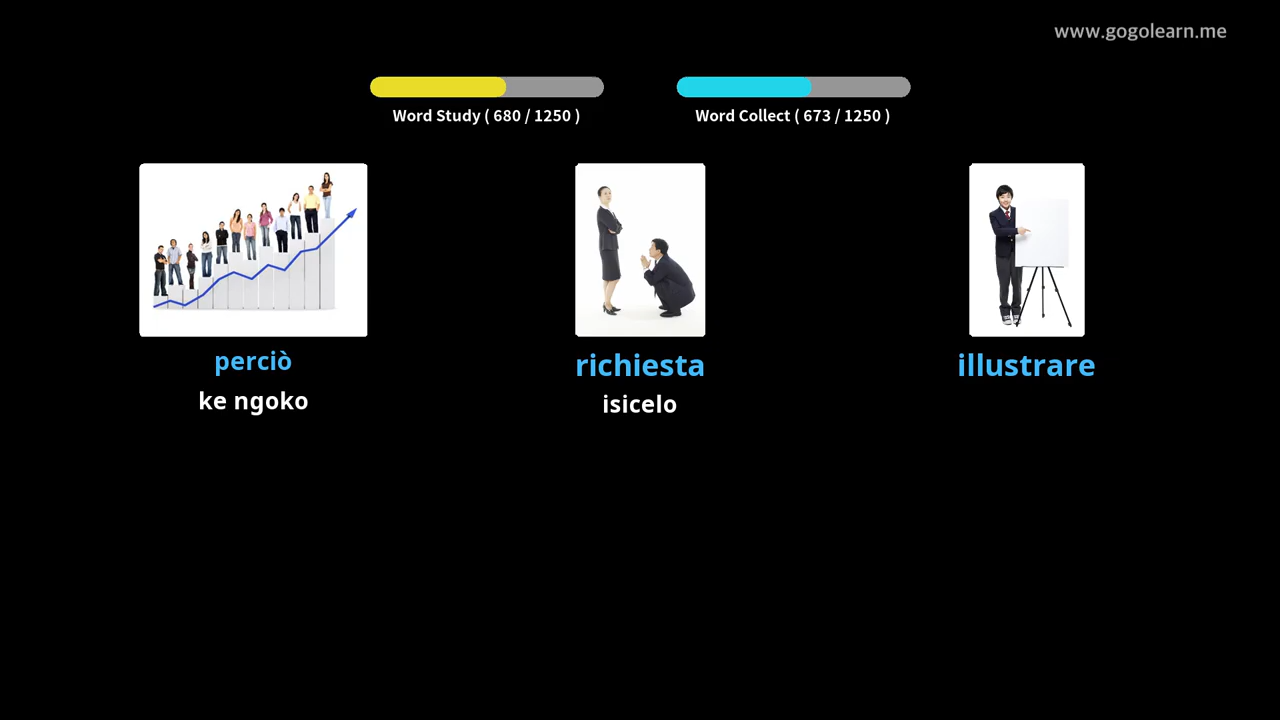 www.gogolearn.me
Word Study ( 680 / 1250 )
Word Collect ( 673 / 1250 )
perciò
ke ngoko
richiesta
isicelo
illustrare